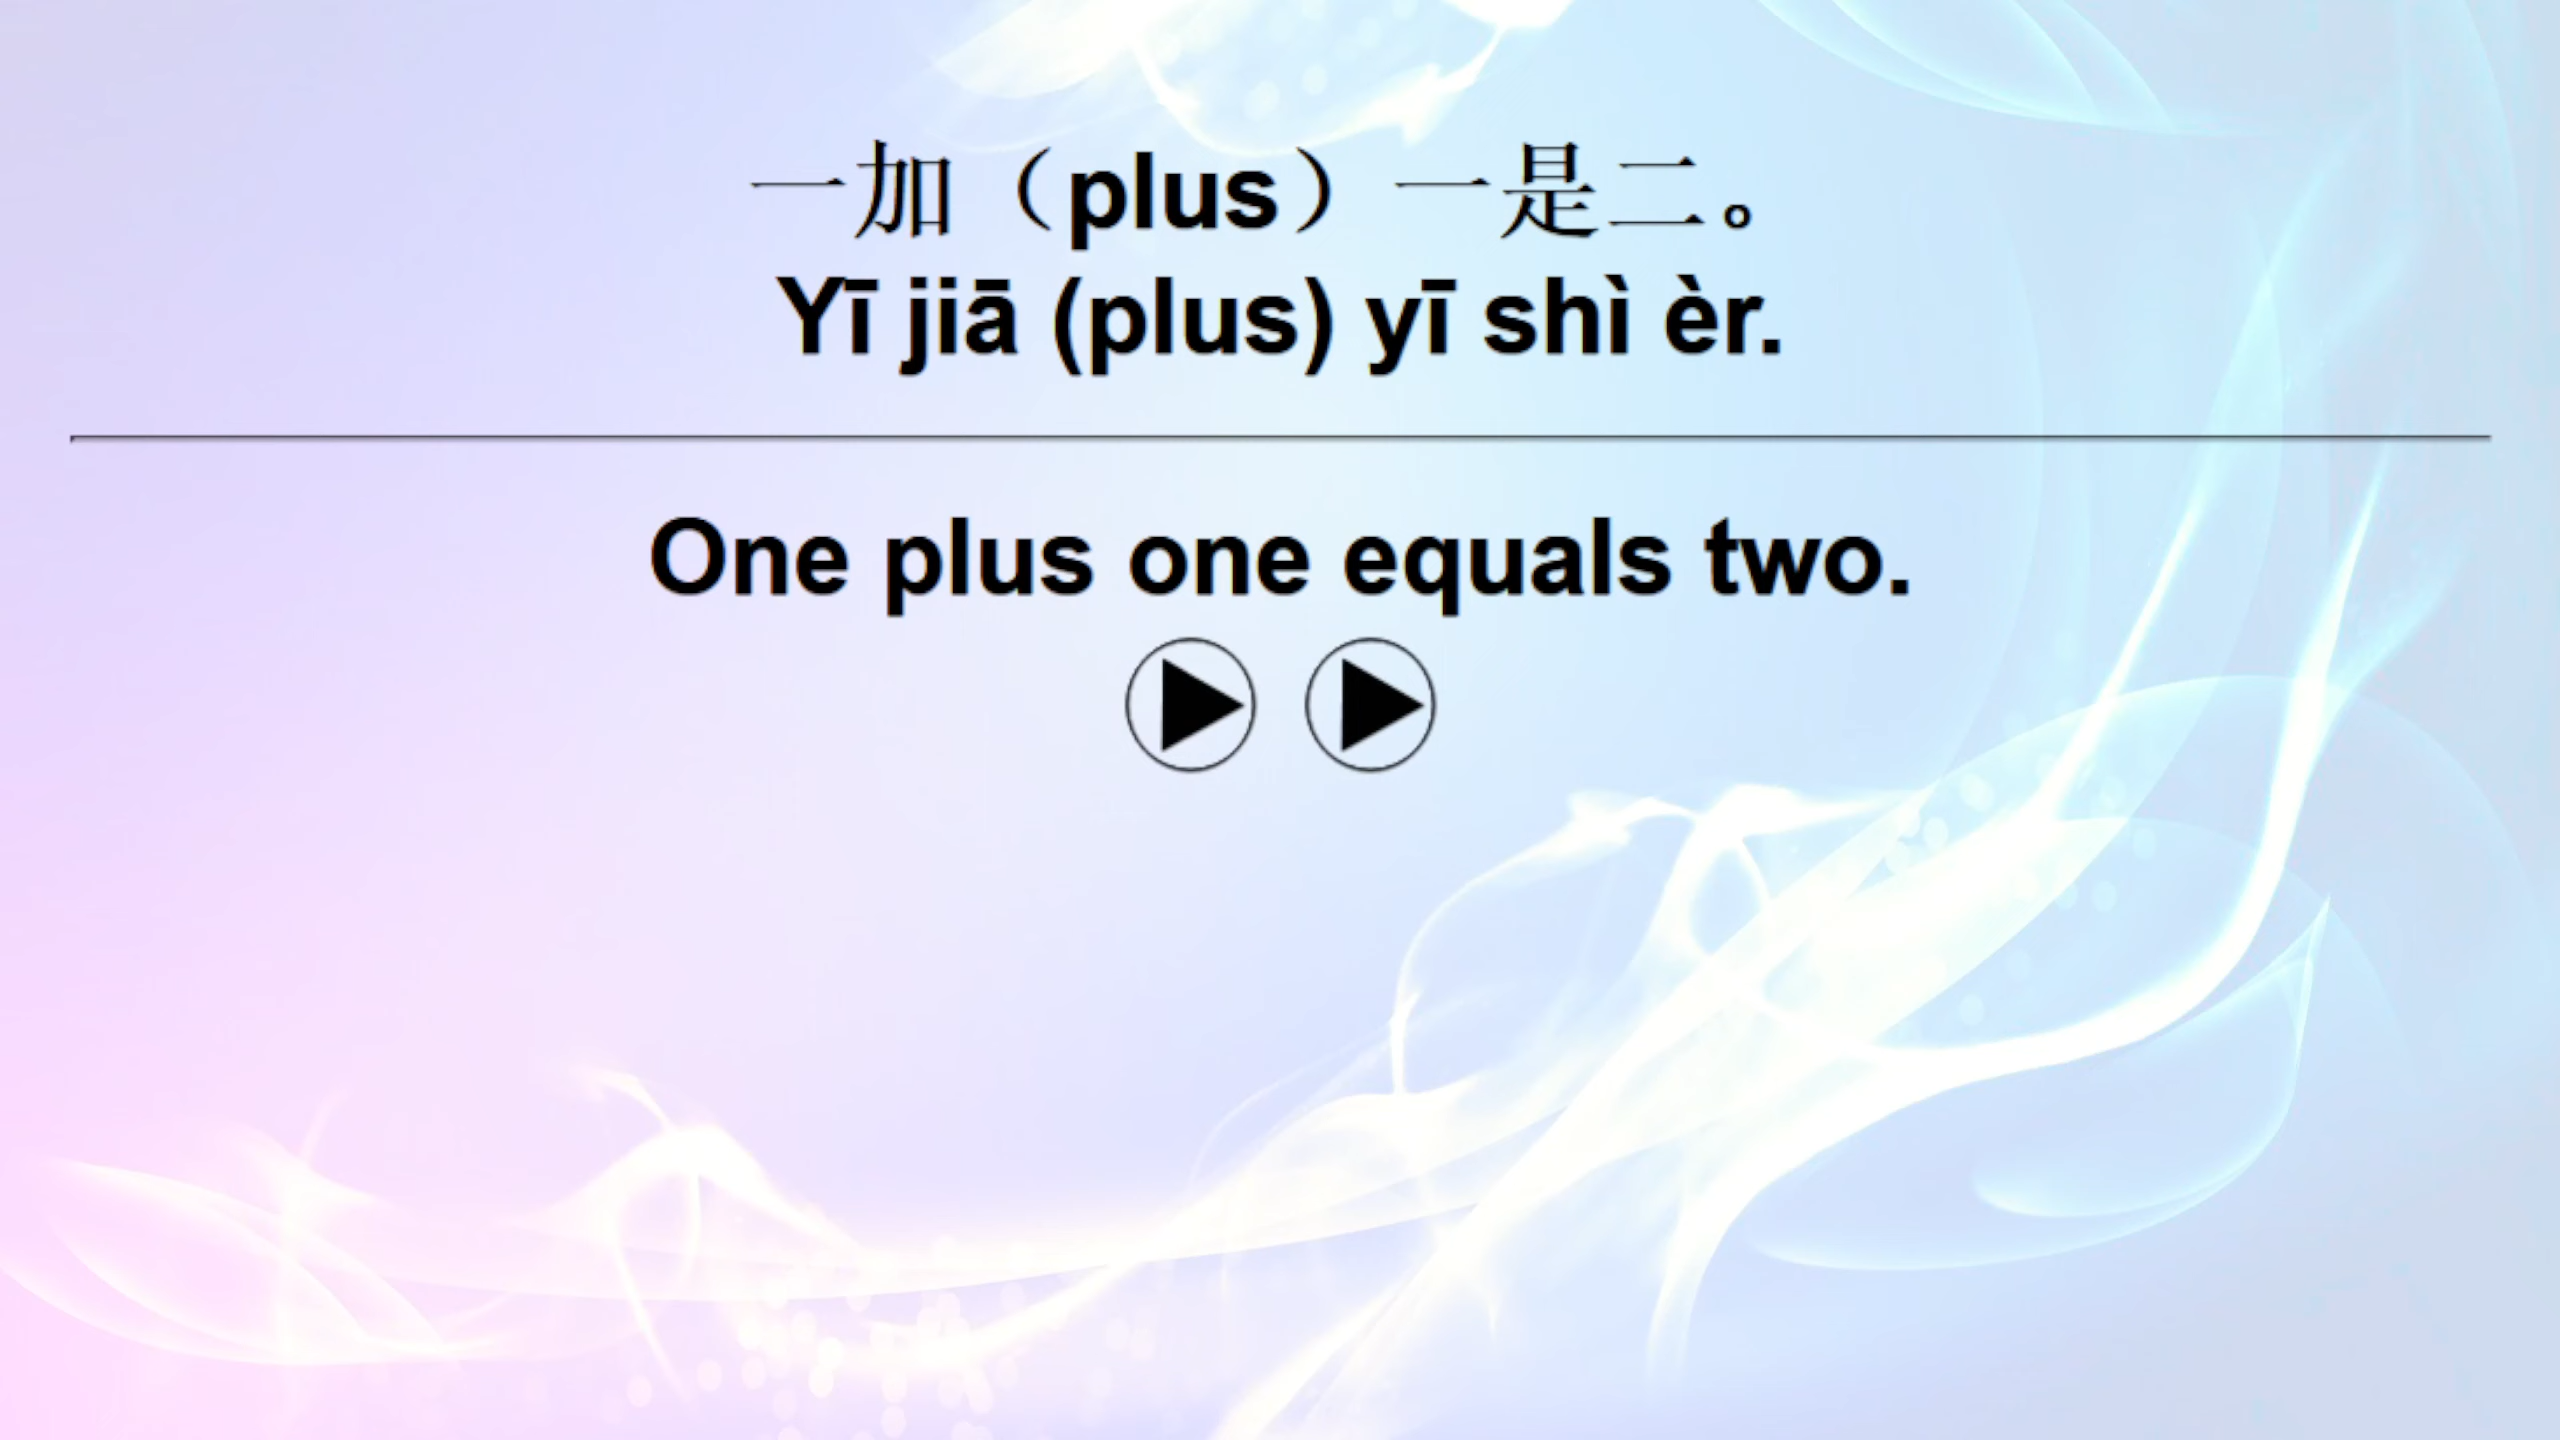 一加（plus）一是二。
Yī jiā (plus) yī shì èr.
One plus one equals two.